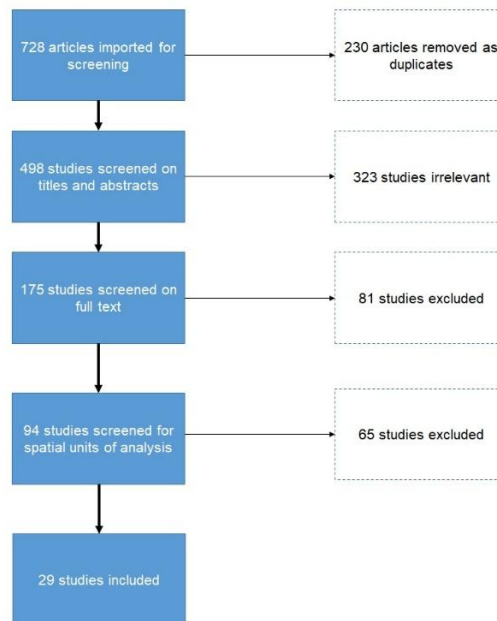 728 articles imported for
screening
230 articles removed as
duplicates
498 studies screened on
titles and abstracts
323 studies irrelevant
175 studies screened on
full text
81 studies excluded
94 studies screened for
spatial units of analysis
65 studies excluded
29 studies included